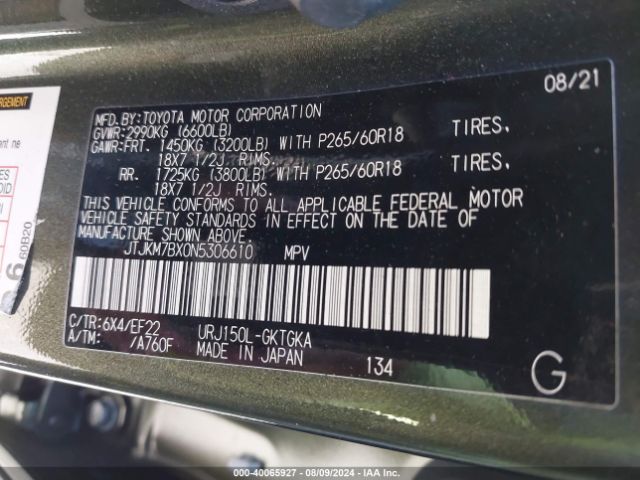 08/21
MFD. BY: TOYOTA MOTOR CORPORATION
GVWR: 2990KG (6600LB)
GAWR: FRT. 1450KG (3200LB) WITH P265/60R18 TIRES,
18X7 1/2J RIMS.
RR. 1725KG (3800LB) WITH P265/60R18 TIRES,
18X7 1/2J RIMS.
THIS VEHICLE CONFORMS TO ALL APPLICABLE FEDERAL MOTOR
VEHICLE SAFETY STANDARDS IN EFFECT ON THE DATE OF
MANUFACTURE SHOWN ABOVE.
JTJKM7BX0N5306610 MPV
C/TR: 6X4/EF22 URJ150L-GKTGKA
A/TM: /A760F MADE IN JAPAN 134
G
60B20
9
400-40065927 - 08/09/2024 - IAA Inc.